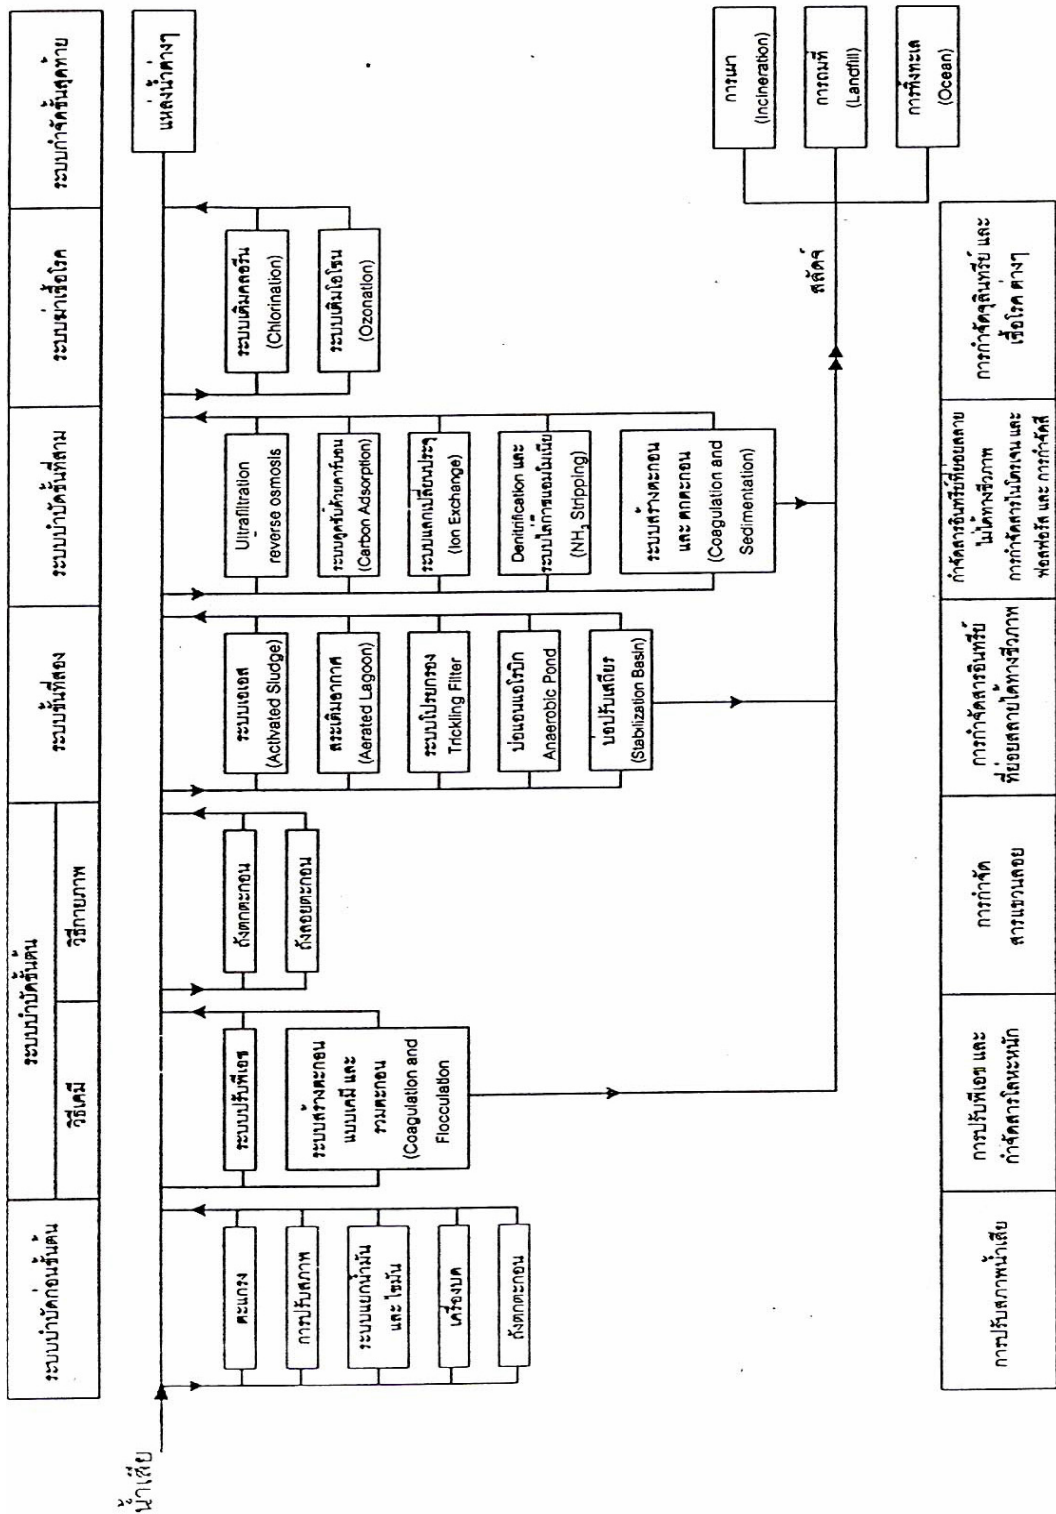 ระบบบำบัดก่อนขั้นต้น
ระบบบำบัดขั้นต้น
วิธีเคมี
วิธีกายภาพ
ระบบขั้นที่สอง
ระบบบำบัดขั้นที่สาม
ระบบฆ่าเชื้อโรค
ระบบกำจัดขั้นสุดท้าย
น้ำเสีย
แหล่งน้ำต่างๆ
ตะแกรง
การปรับสภาพ
ระบบแยกน้ำมัน
และ ไขมัน
เครื่องบด
ถังตกตะกอน
ระบบปรับพีเอช
ระบบสร้างตะกอน
แบบเคมี และ
รวมตะกอน
(Coagulation and
Flocculation
ถังตกตะกอน
ถังลอยตะกอน
ระบบเอเอส
(Activated Sludge)
สระเติมอากาศ
(Aerated Lagoon)
ระบบโปรยกรอง
Trickling Filter
บ่อแอนแอโรบิก
Anaerobic Pond
บ่อปรับเสถียร
(Stabilization Basin)
Ultrafiltration
reverse osmosis
ระบบดูดซับด้วยคาร์บอน
(Carbon Adsorption)
ระบบแลกเปลี่ยนประจุ
(Ion Exchange)
Denitrification และ
ระบบไล่กาซแอมโมเนีย
(NH3 Stripping)
ระบบสร้างตะกอน
และ ตกตะกอน
(Coagulation and
Sedimentation)
ระบบเติมคลอรีน
(Chlorination)
ระบบเติมโอโซน
(Ozonation)
สลัดจ์
การเผา
(Incineration)
การถมที่
(Landfill)
การทิ้งทะเล
(Ocean)
การปรับสภาพน้ำเสีย
การปรับพีเอช และ
กำจัดสารโลหะหนัก
การกำจัด
สารแขวนลอย
การกำจัดสารอินทรีย์
ที่ย่อยสลายได้ทางชีวภาพ
กำจัดสารอินทรีย์ที่ย่อยสลาย
ไม่ได้ทางชีวภาพ
การกำจัดสารไนโตรเจน และ
ฟอสฟอรัส และ การกำจัดสี
การกำจัดจุลินทรีย์ และ
เชื้อโรค ต่างๆ